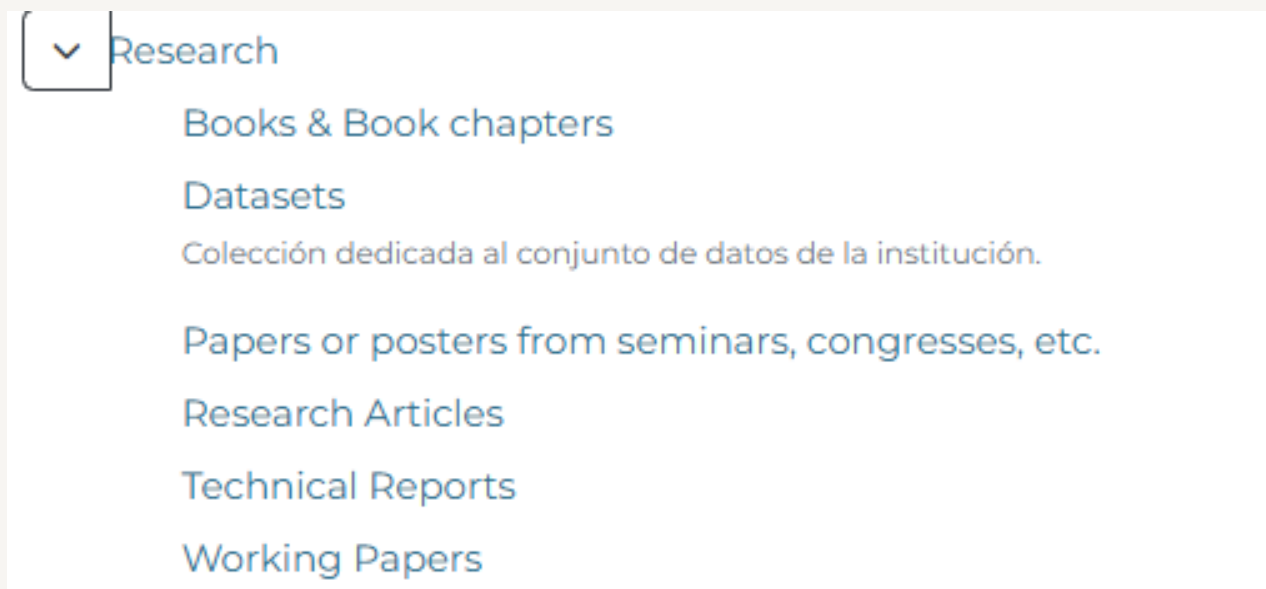 Research
Books & Book chapters
Datasets
Colección dedicada al conjunto de datos de la institución.
Papers or posters from seminars, congresses, etc.
Research Articles
Technical Reports
Working Papers